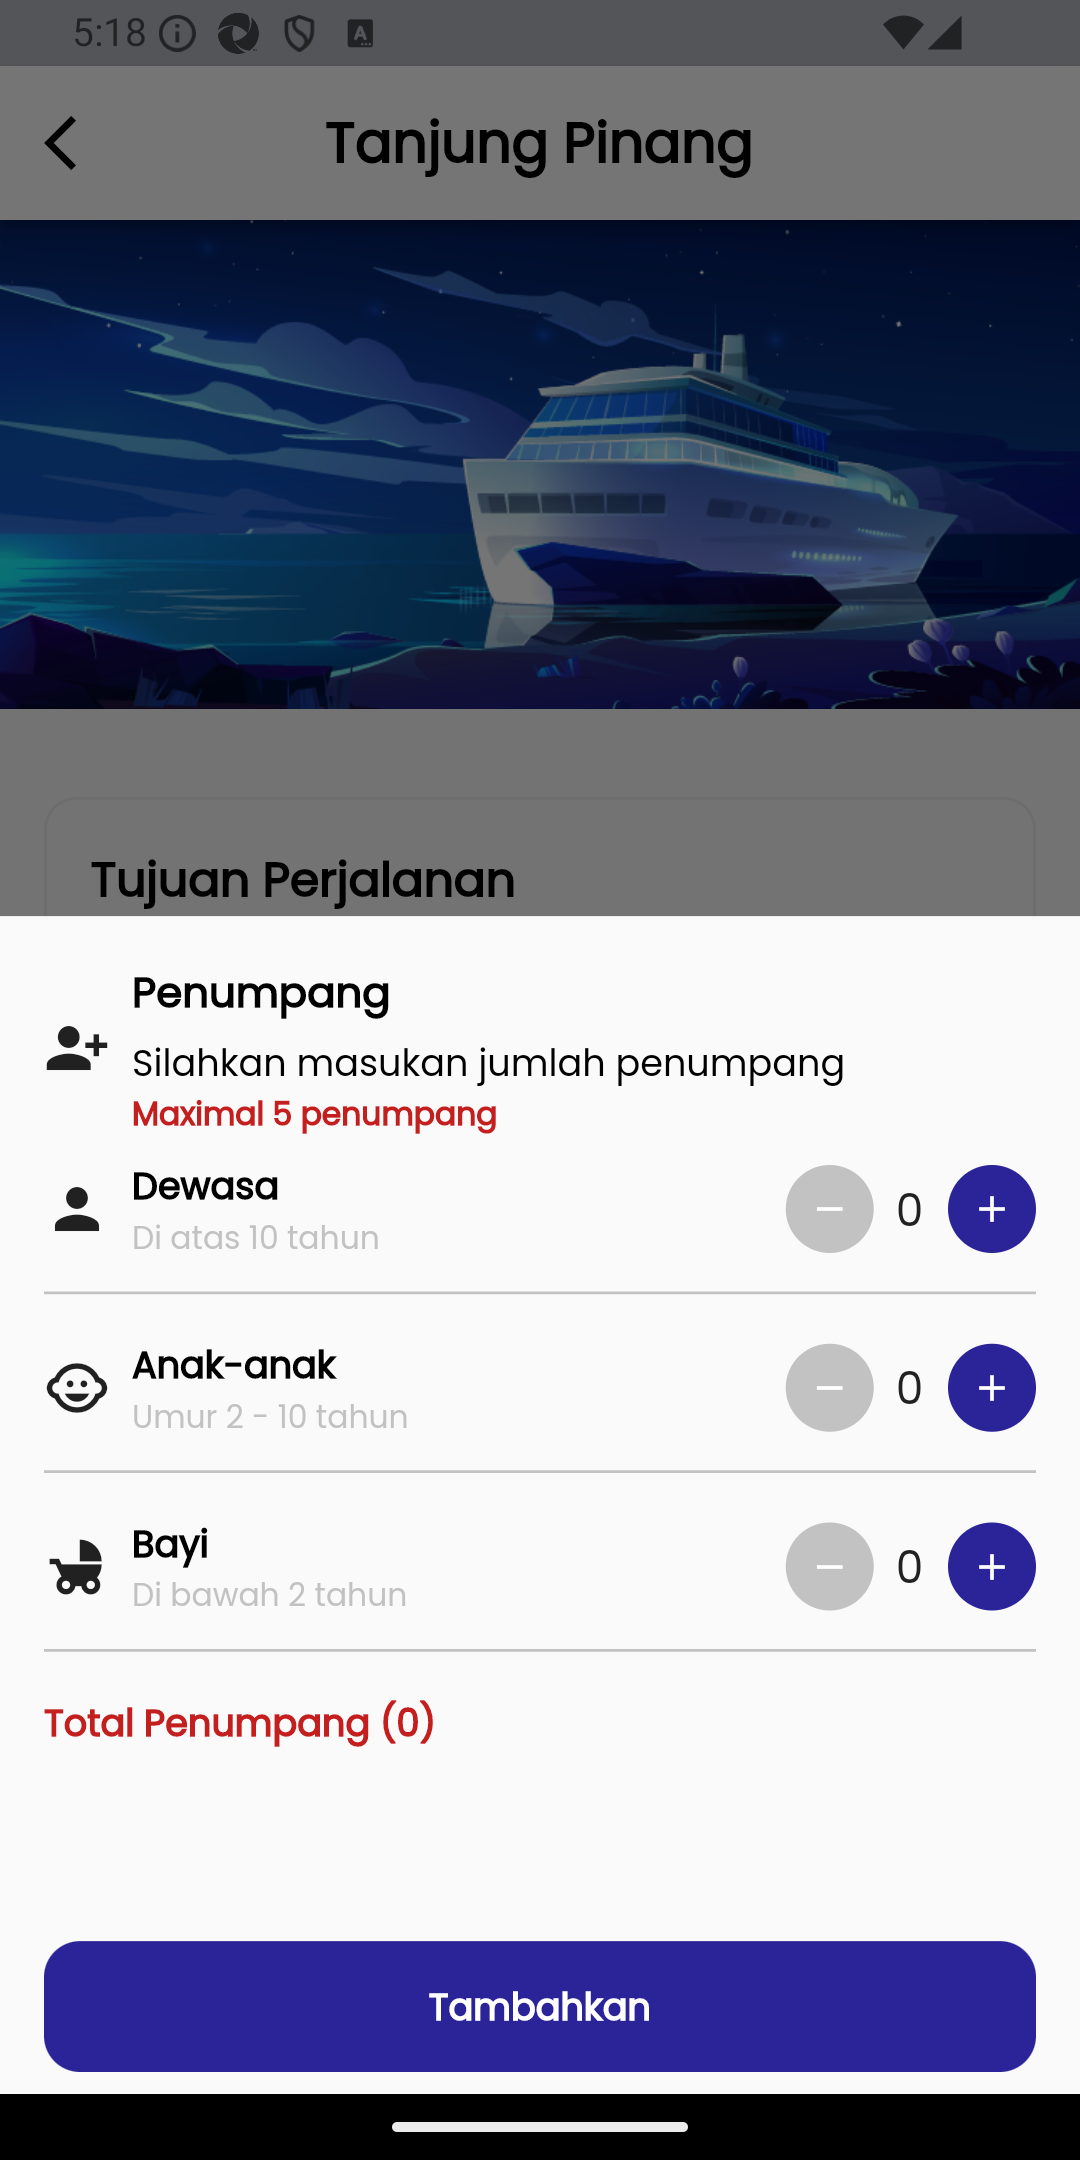 5:18
Tanjung Pinang
Tujuan Perjalanan
Penumpang
Silahkan masukan jumlah penumpang
Maximal 5 penumpang
Dewasa
Di atas 10 tahun
0
Anak-anak
Umur 2 - 10 tahun
0
Bayi
Di bawah 2 tahun
0
Total Penumpang (0)
Tambahkan